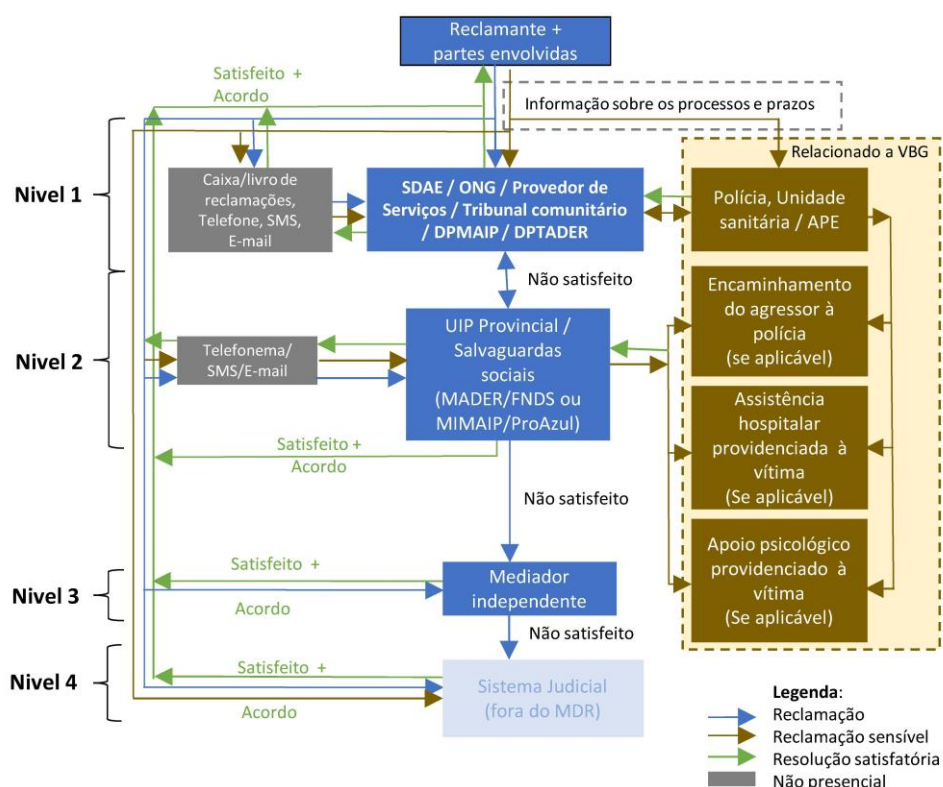 Reclamante +
partes envolvidas
Satisfeito +
Acordo
Informação sobre os processos e prazos
Relacionado a VBG
Nivel 1
Caixa/livro de
reclamações,
Telefone, SMS,
E-mail
SDAE / ONG / Provedor de
Serviços / Tribunal comunitário
/ DPMAIP / DPTADER
Polícia, Unidade
sanitária / APE
Não satisfeito
Nivel 2
Telefonema/
SMS/E-mail
UIP Provincial /
Salvaguardas
sociais
(MADER/FNDS ou
MIMAIP/ProAzul)
Encaminhamento
do agressor à
polícia
(se aplicável)
Satisfeito +
Acordo
Assistência
hospitalar
providenciada à
vítima
(Se aplicável)
Não satisfeito
Nivel 3
Satisfeito +
Acordo
Mediador
independente
Apoio psicológico
providenciado à
vítima
(Se aplicável)
Não satisfeito
Nivel 4
Satisfeito +
Acordo
Sistema Judicial
(fora do MDR)
Legenda:
Reclamação
Reclamação sensível
Resolução satisfatória
Não presencial